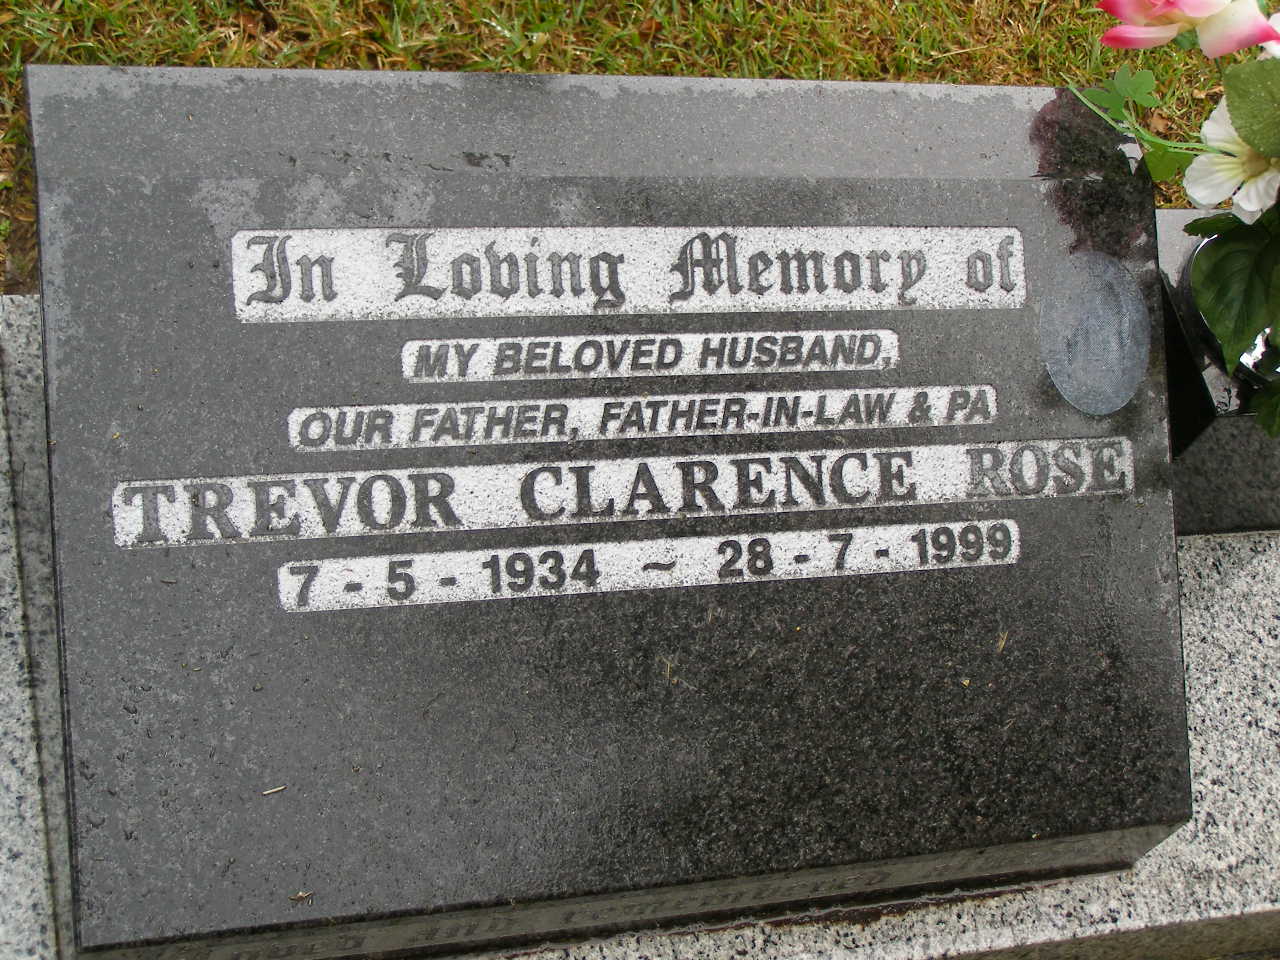 In Loving Memory of
MY BELOVED HUSBAND,
OUR FATHER, FATHER-IN-LAW & PA
TREVOR CLARENCE ROSE
7 - 5 - 1934 ~ 28 - 7 - 1999